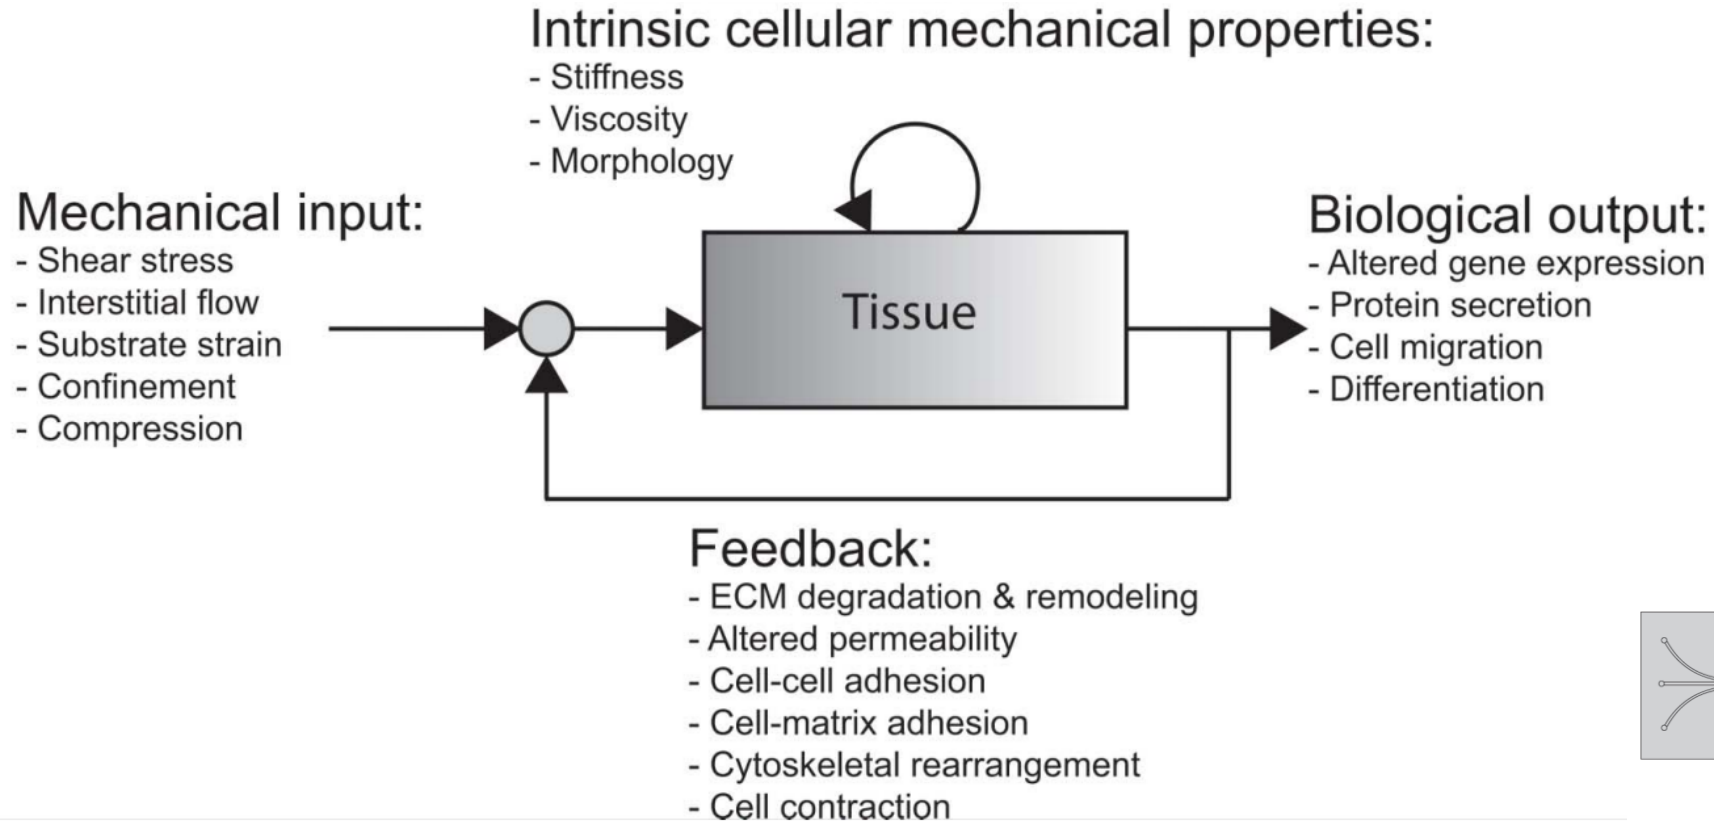 Intrinsic cellular mechanical properties:
- Stiffness
- Viscosity
- Morphology
Mechanical input:
- Shear stress
- Interstitial flow
- Substrate strain
- Confinement
- Compression
Tissue
Biological output:
- Altered gene expression
- Protein secretion
- Cell migration
- Differentiation
Feedback:
- ECM degradation & remodeling
- Altered permeability
- Cell-cell adhesion
- Cell-matrix adhesion
- Cytoskeletal rearrangement
- Cell contraction